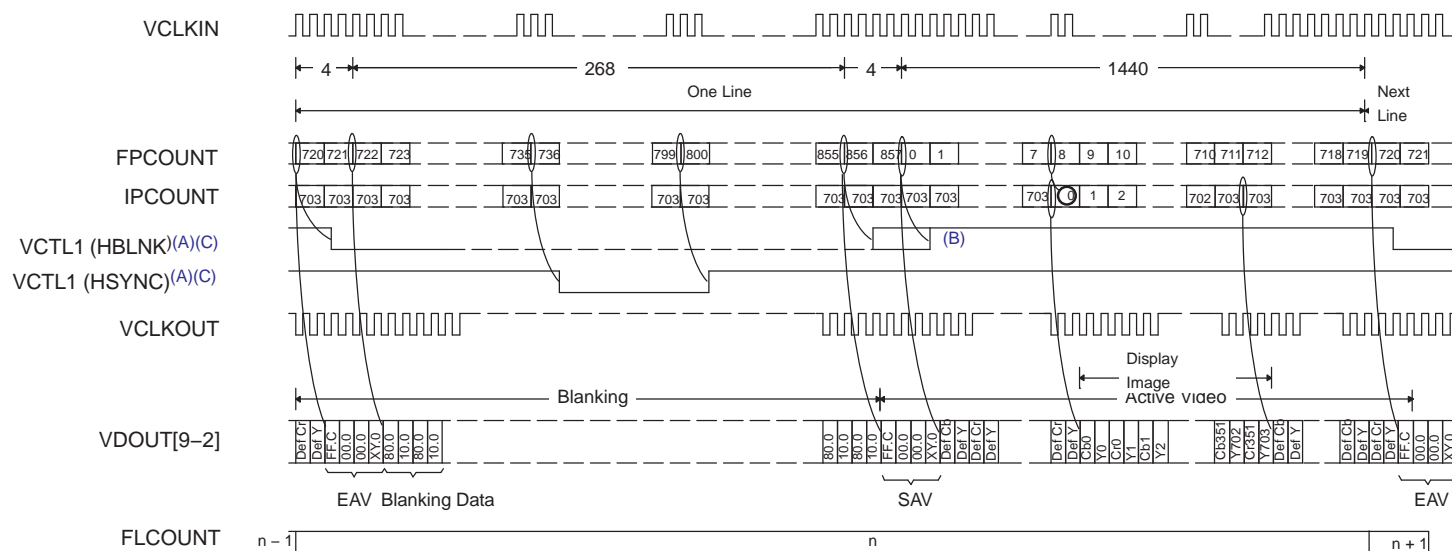 VCLKIN
4 268 4 1440
One Line Next
Line
FPCOUNT 720 721 722 723 735 736 799 800 855 856 857 0 1 7 8 9 10 710 711 712 718 719 720 721
IPCOUNT 703 703 703 703 703 703 703 703 703 703 703 703 703 703 0 1 2 702 703 703 703 703 703 703
VCTL1 (HBLNK)(A)(C) (B)
VCTL1 (HSYNC)(A)(C)
VCLKOUT
Display
Image
Blanking Active Video
VDOUT[9–2] Def Cr Def Y FF.C 00.0 00.0 XY.0 80.0 10.0 80.0 10.0 80.0 10.0 80.0 10.0 FF.C 00.0 00.0 XY.0 Def Cb Def Y Def Cr Def Y Def Cr Def Y Cb0 Y0 Cr0 Y1 Cb1 Y2 Cb351 Y702 Cr351 Y703 Def Cb Def Y Def Cb Def Y Def Cr Def Y FF.C 00.0 00.0 XY.0
EAV Blanking Data SAV EAV
FLCOUNT n – 1 n n + 1